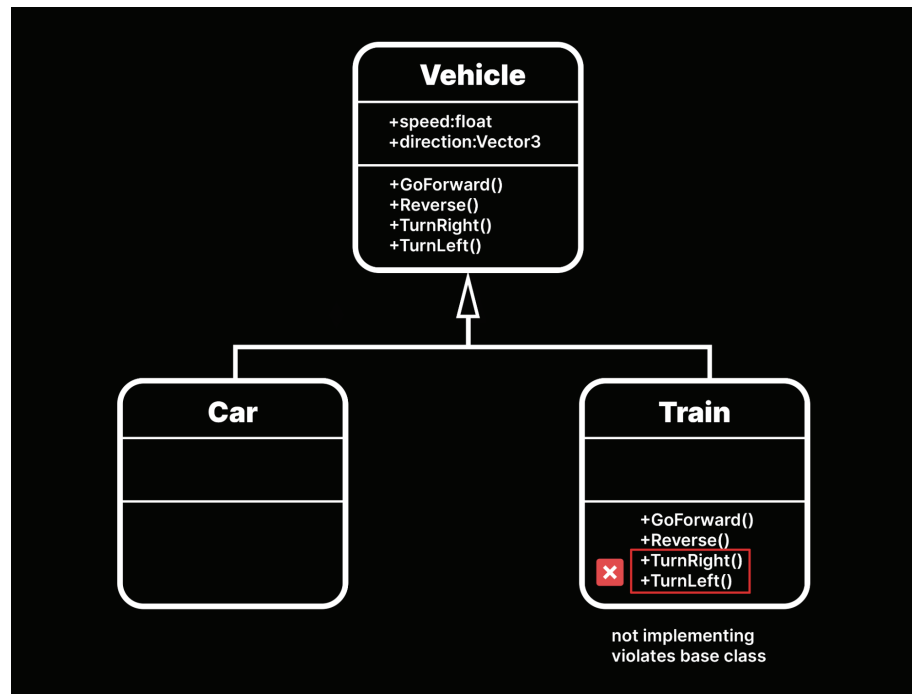 Vehicle
+speed:float
+direction:Vector3
+GoForward()
+Reverse()
+TurnRight()
+TurnLeft()
Car
Train
+GoForward()
+Reverse()
+TurnRight()
+TurnLeft()
not implementing
violates base class